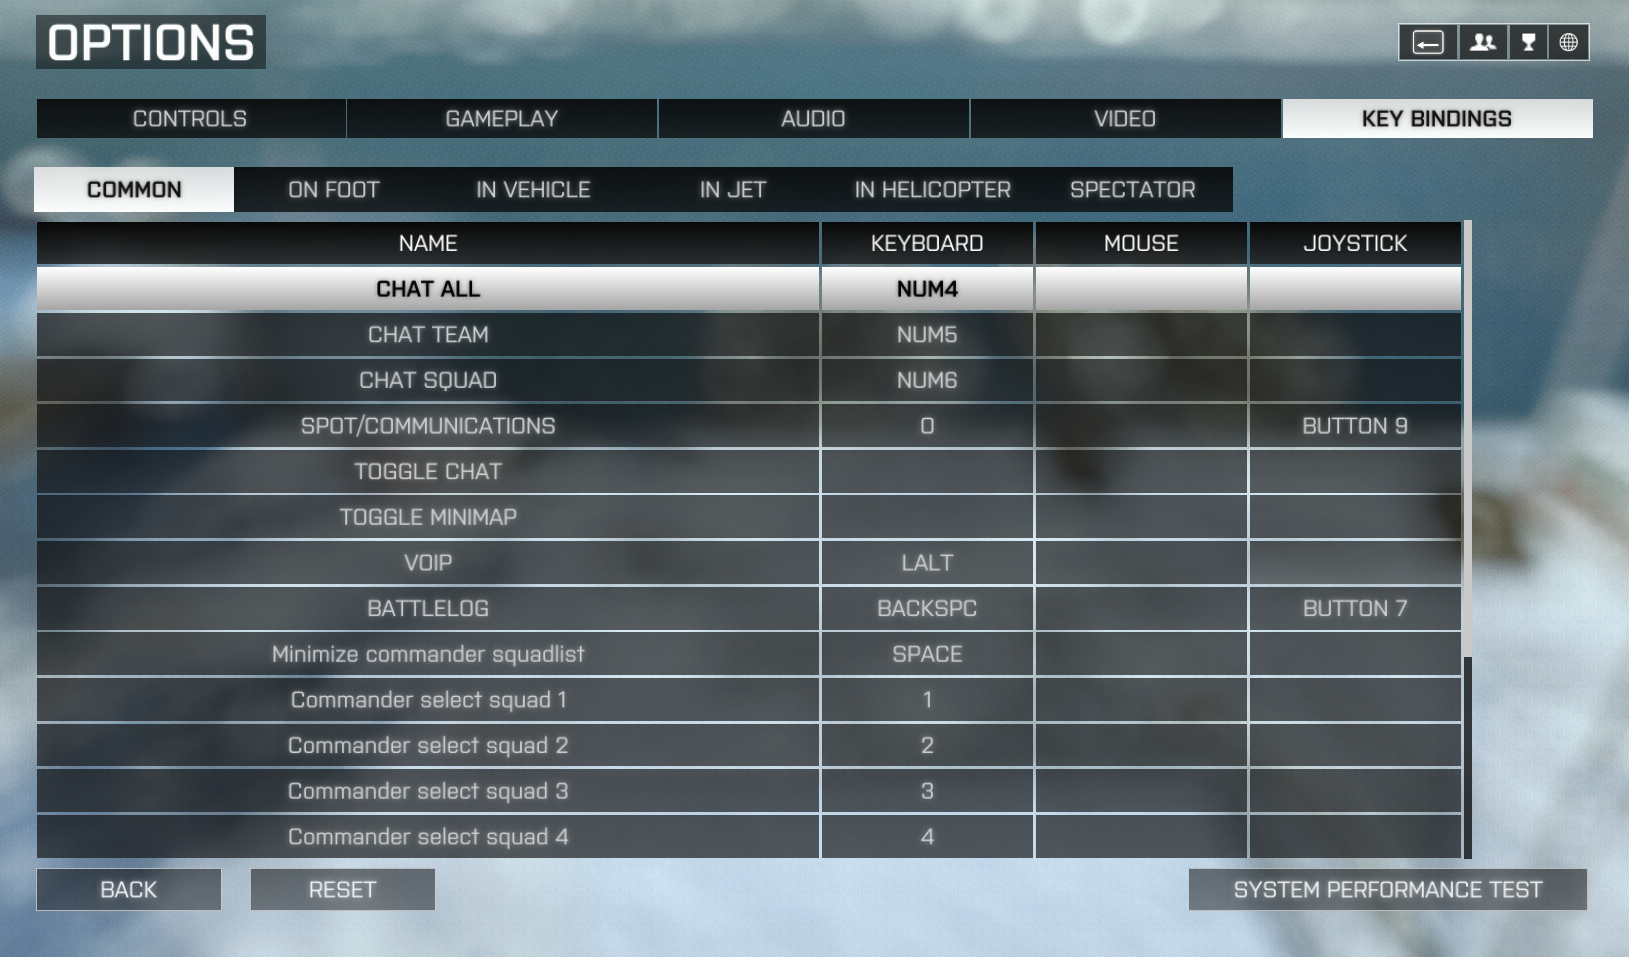 OPTIONS
CONTROLS GAMEPLAY AUDIO VIDEO KEY BINDINGS
COMMON ON FOOT IN VEHICLE IN JET IN HELICOPTER SPECTATOR
NAME KEYBOARD MOUSE JOYSTICK
CHAT ALL NUM4
CHAT TEAM NUM5
CHAT SQUAD NUM6
SPOT/COMMUNICATIONS 0 BUTTON 9
TOGGLE CHAT
TOGGLE MINIMAP
VOIP LALT
BATTLELOG BACKSPC BUTTON 7
Minimize commander squadlist SPACE
Commander select squad 1 1
Commander select squad 2 2
Commander select squad 3 3
Commander select squad 4 4
BACK RESET SYSTEM PERFORMANCE TEST